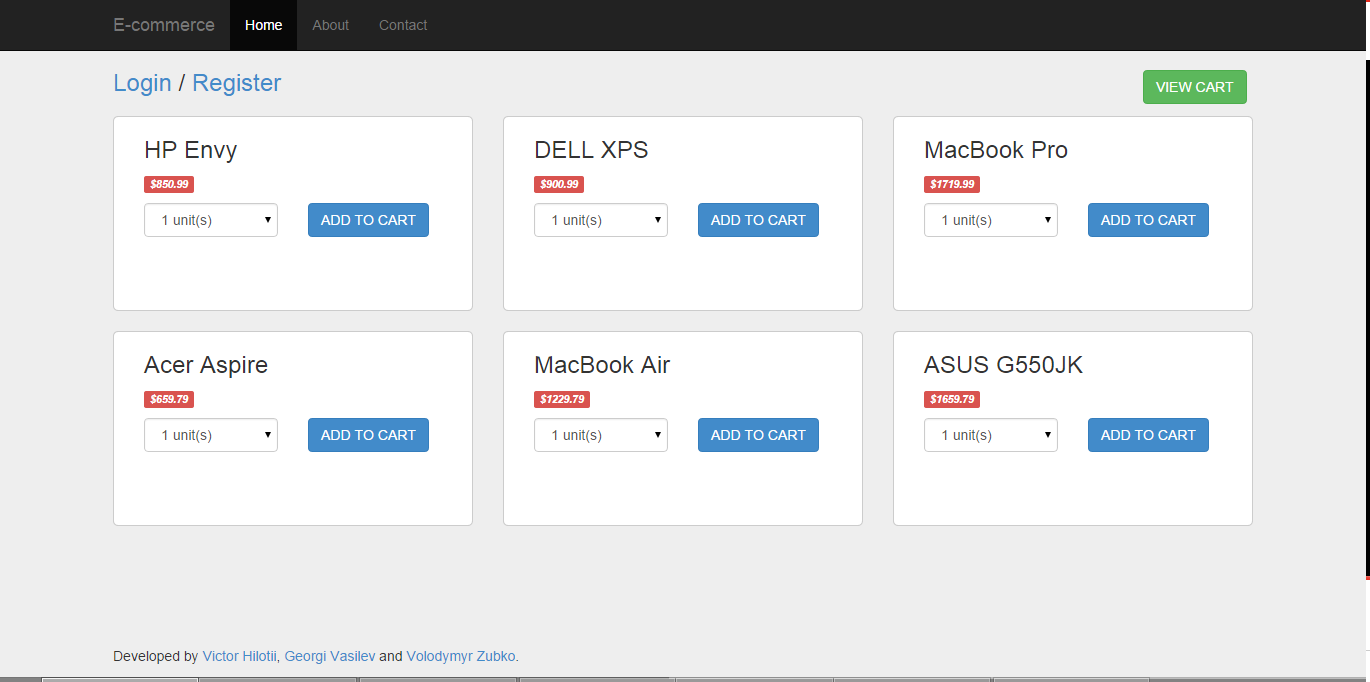 E-commerce Home About Contact
Login / Register
VIEW CART
HP Envy
$850.99
1 unit(s) ADD TO CART
DELL XPS
$900.99
1 unit(s) ADD TO CART
MacBook Pro
$1719.99
1 unit(s) ADD TO CART
Acer Aspire
$659.79
1 unit(s) ADD TO CART
MacBook Air
$1229.79
1 unit(s) ADD TO CART
ASUS G550JK
$1659.79
1 unit(s) ADD TO CART
Developed by Victor Hilotii, Georgi Vasilev and Volodymyr Zubko.